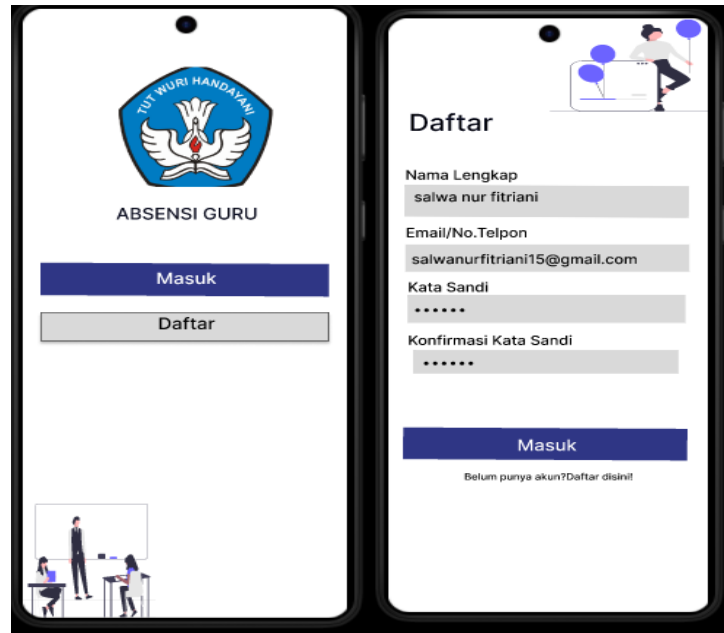 TUT WURI HANDAYANI
ABSENSI GURU
Masuk
Daftar
Daftar
Nama Lengkap
salwa nur fitriani
Email/No.Telpon
salwanurfitriani15@gmail.com
Kata Sandi
••••••
Konfirmasi Kata Sandi
••••••
Masuk
Belum punya akun?Daftar disini!